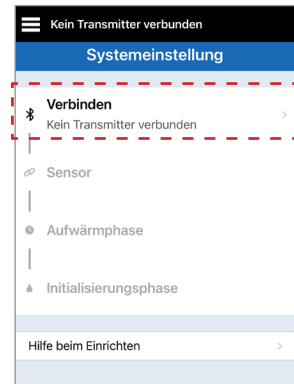 Kein Transmitter verbunden
Systemeinstellung
Verbinden
Kein Transmitter verbunden
Sensor
Aufwärmphase
Initialisierungsphase
Hilfe beim Einrichten